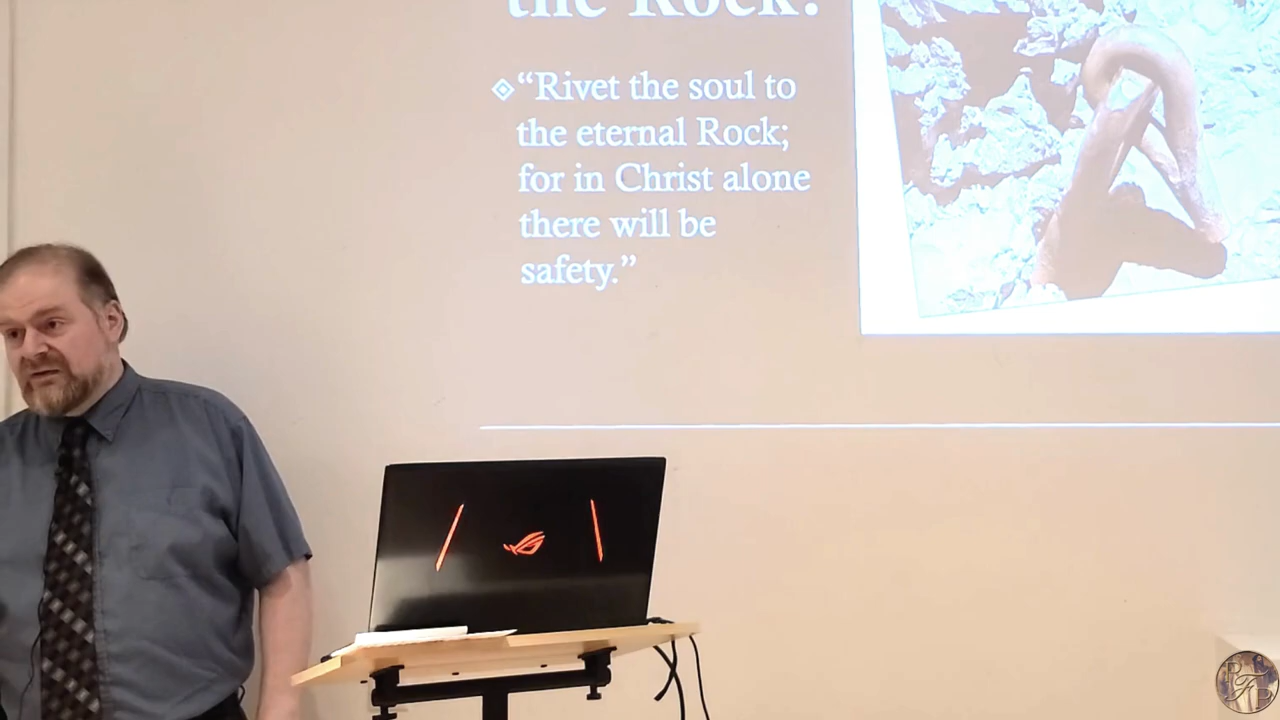 the Rock!
“Rivet the soul to
the eternal Rock;
for in Christ alone
there will be
safety.”